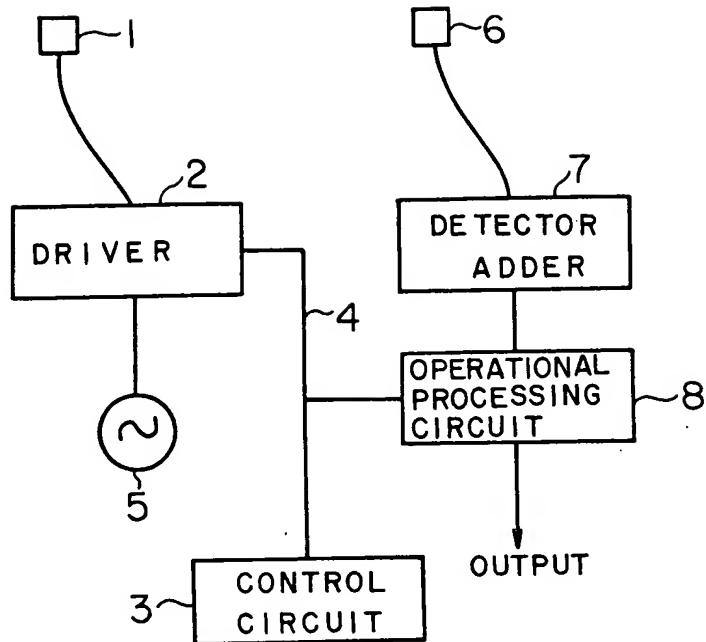 1
6
2
7
DRIVER
DETECTOR
ADDER
4
OPERATIONAL
PROCESSING
CIRCUIT
8
5
OUTPUT
3
CONTROL
CIRCUIT